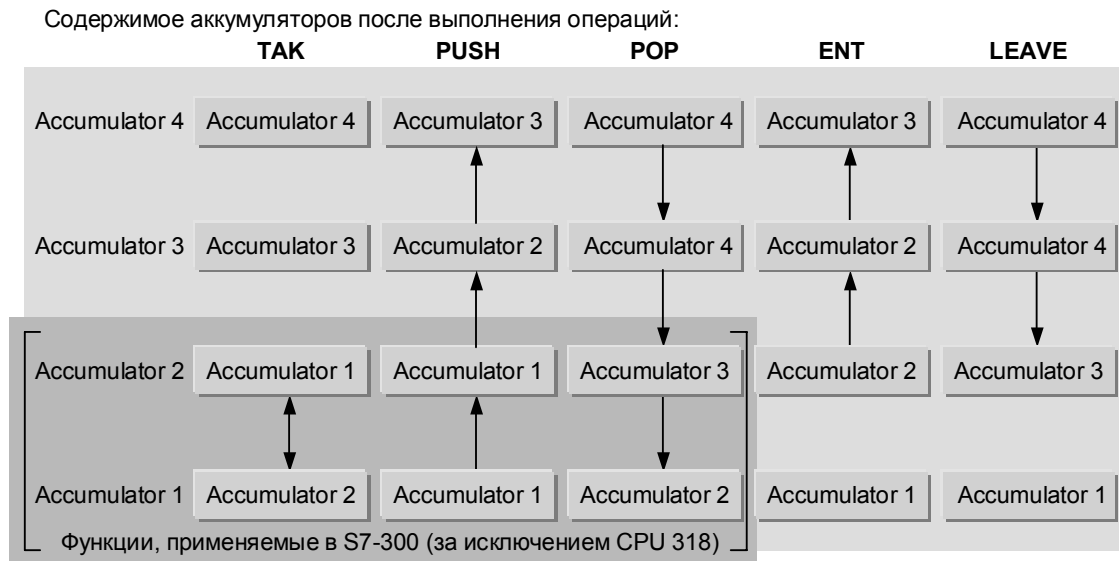 Содержимое аккумуляторов после выполнения операций:
TAK PUSH POP ENT LEAVE
Accumulator 4 Accumulator 4 Accumulator 3 Accumulator 4 Accumulator 3 Accumulator 4
Accumulator 3 Accumulator 3 Accumulator 2 Accumulator 4 Accumulator 2 Accumulator 4
Accumulator 2 Accumulator 1 Accumulator 1 Accumulator 3 Accumulator 2 Accumulator 3
Accumulator 1 Accumulator 2 Accumulator 1 Accumulator 2 Accumulator 1 Accumulator 1
Функции, применяемые в S7-300 (за исключением CPU 318)